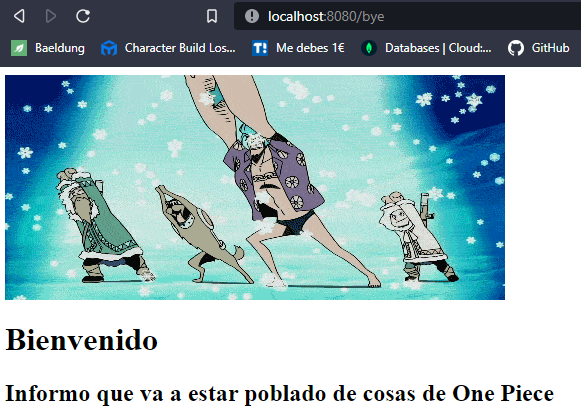 localhost:8080/bye
Baeldung Character Build Los... Me debes 1€ Databases | Cloud:... GitHub
Bienvenido
Informo que va a estar poblado de cosas de One Piece